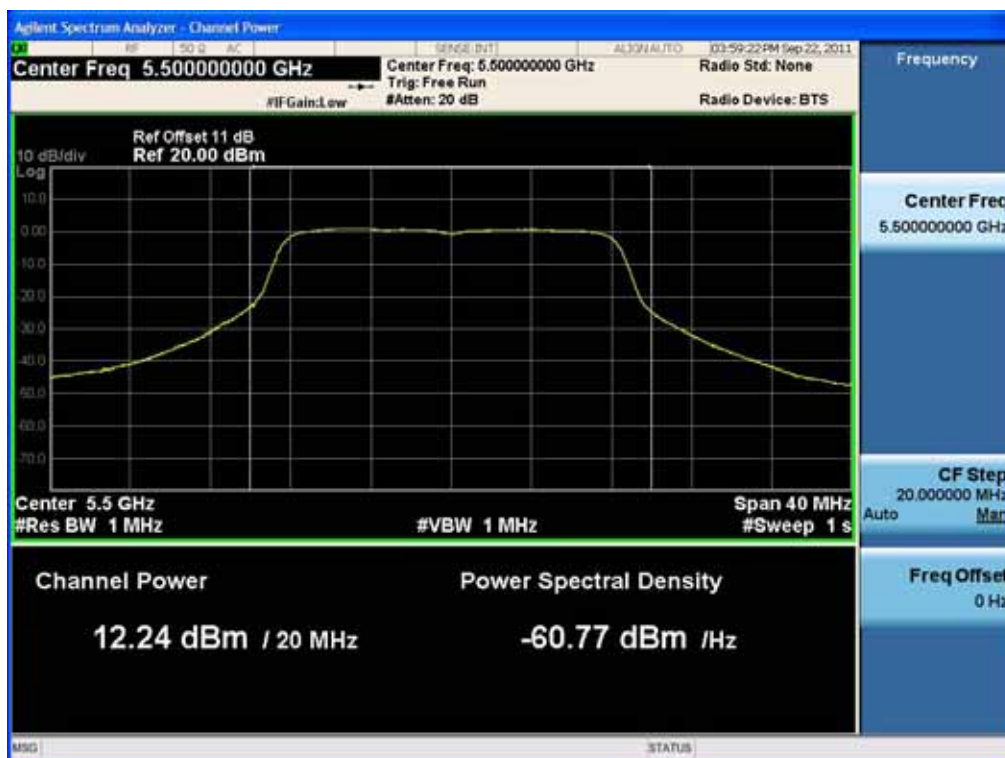 Agilent Spectrum Analyzer - Channel Power
RF 50 Ω AC SENSE:INT ALIGNAUTO 03:59:22 PM Sep 22, 2011
Center Freq 5.500000000 GHz
Center Freq: 5.500000000 GHz
Radio Std: None
Trig: Free Run
#IFGain:Low
#Atten: 20 dB
Radio Device: BTS
Ref Offset 11 dB
10 dB/div Ref 20.00 dBm
Log
10.0
0.00
-10.0
-20.0
-30.0
-40.0
-50.0
-60.0
-70.0
Center 5.5 GHz
Span 40 MHz
#Res BW 1 MHz
#VBW 1 MHz
#Sweep 1 s
Channel Power
Power Spectral Density
12.24 dBm / 20 MHz
-60.77 dBm /Hz
MSG
STATUS
Frequency
Center Freq
5.500000000 GHz
CF Step
20.000000 MHz
Auto Man
Freq Offset
0 Hz